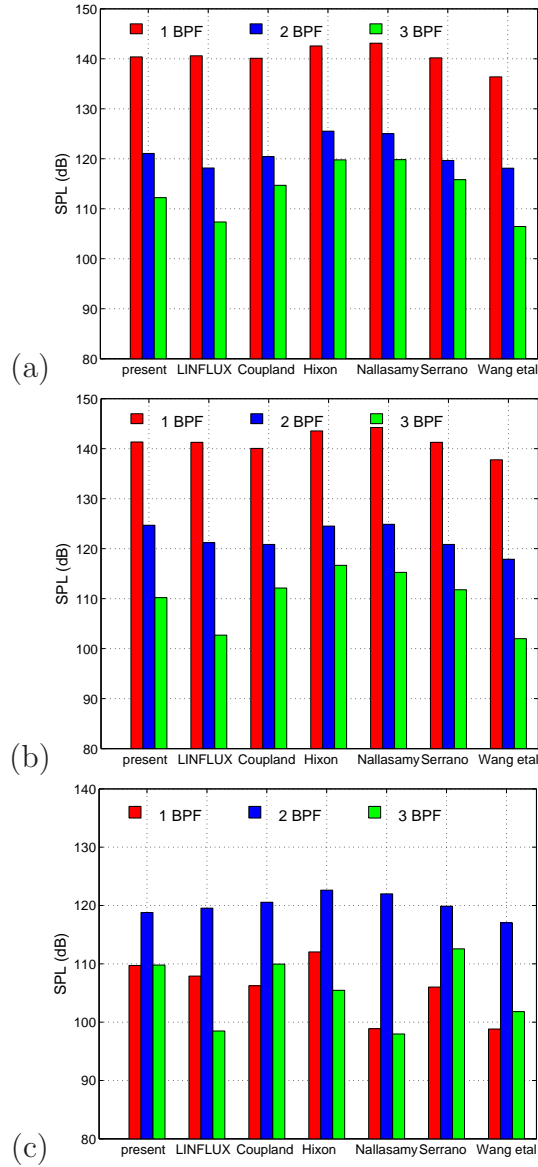 150
1 BPF 2 BPF 3 BPF
140
130
120
110
100
90
80
SPL (dB)
present LINFLUX Coupland Hixon Nallasamy Serrano Wang etal
(a)
150
1 BPF 2 BPF 3 BPF
140
130
120
110
100
90
80
SPL (dB)
present LINFLUX Coupland Hixon Nallasamy Serrano Wang etal
(b)
140
1 BPF 2 BPF 3 BPF
130
120
110
100
90
80
SPL (dB)
present LINFLUX Coupland Hixon Nallasamy Serrano Wang etal
(c)